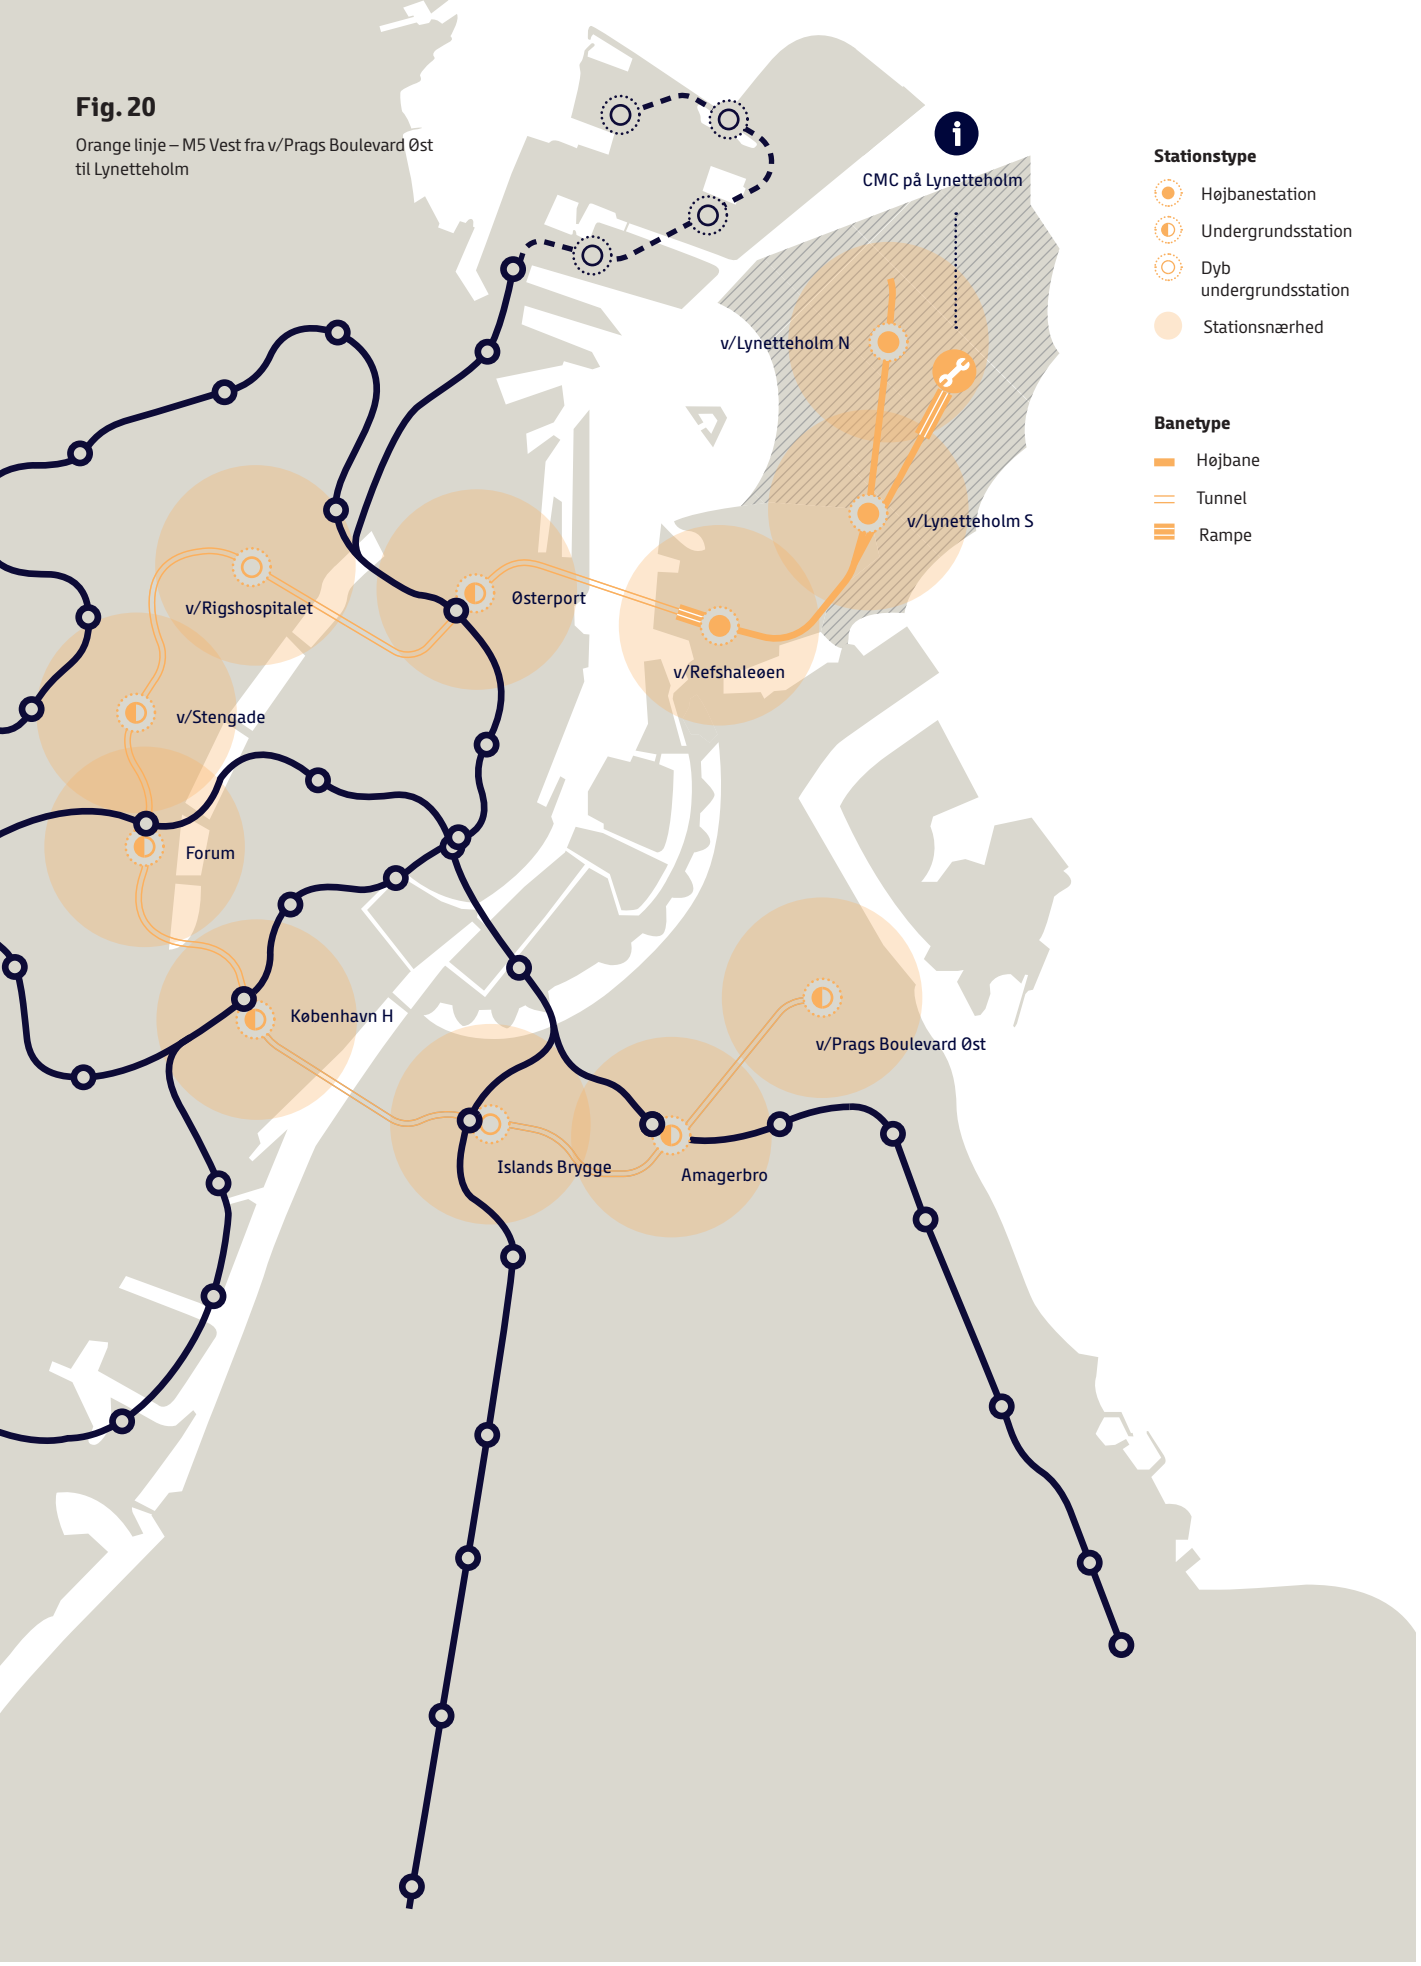 Fig. 20
Orange linje – M5 Vest fra v/Prags Boulevard Øst
til Lynetteholm
i
CMC på Lynetteholm
Stationstype
Højbanestation
Undergrundsstation
Dyb
undergrundsstation
Stationsnærhed
Banetype
Højbane
Tunnel
Rampe
v/Lynetteholm N
v/Lynetteholm S
Østerport
v/Rigshospitalet
v/Refshaleøen
v/Stengade
Forum
København H
v/Prags Boulevard Øst
Islands Brygge
Amagerbro